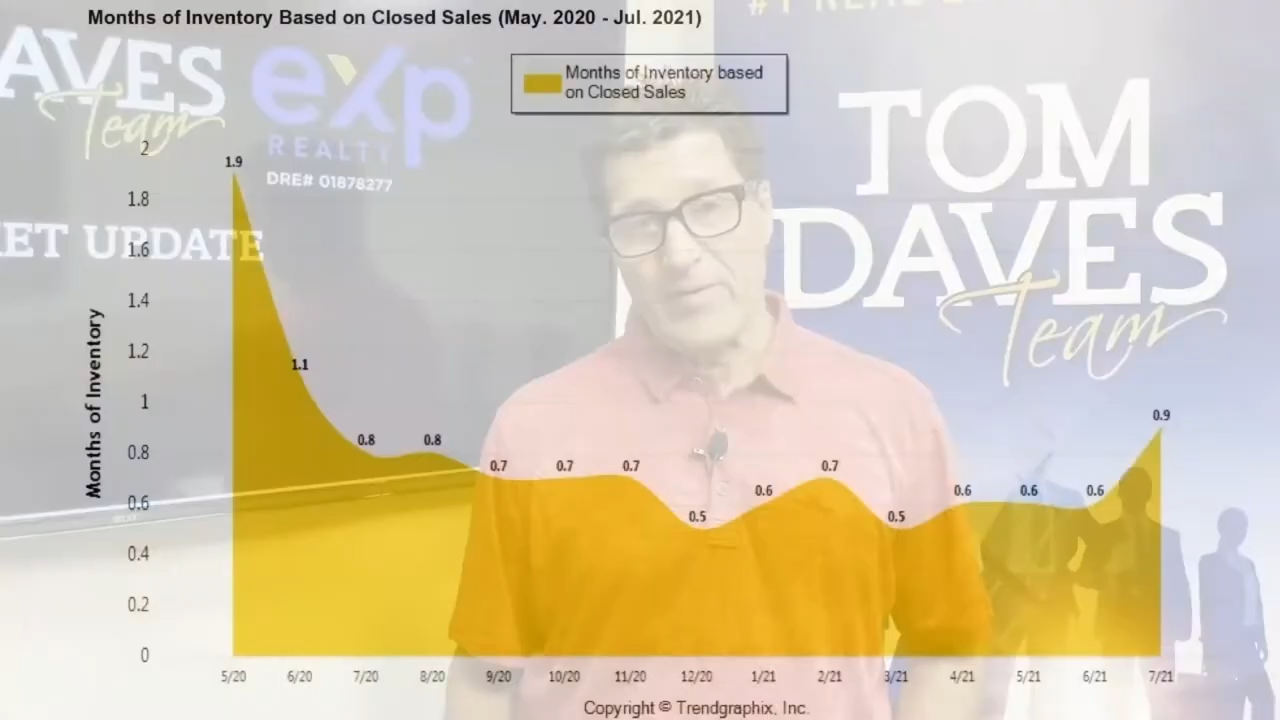 Months of Inventory Based on Closed Sales (May. 2020 - Jul. 2021)
Months of Inventory based
on Closed Sales
AVES
Team
eXp
REALTY
DRE# 01878277
ET UPDATE
TOM
DAVES
Team
Months of Inventory
2
1.8
1.6
1.4
1.2
1
0.8
0.6
0.4
0.2
0
1.9
1.1
0.8
0.8
0.7
0.7
0.7
0.5
0.6
0.7
0.5
0.6
0.6
0.6
0.9
5/20 6/20 7/20 8/20 9/20 10/20 11/20 12/20 1/21 2/21 3/21 4/21 5/21 6/21 7/21
Copyright © Trendgraphix, Inc.